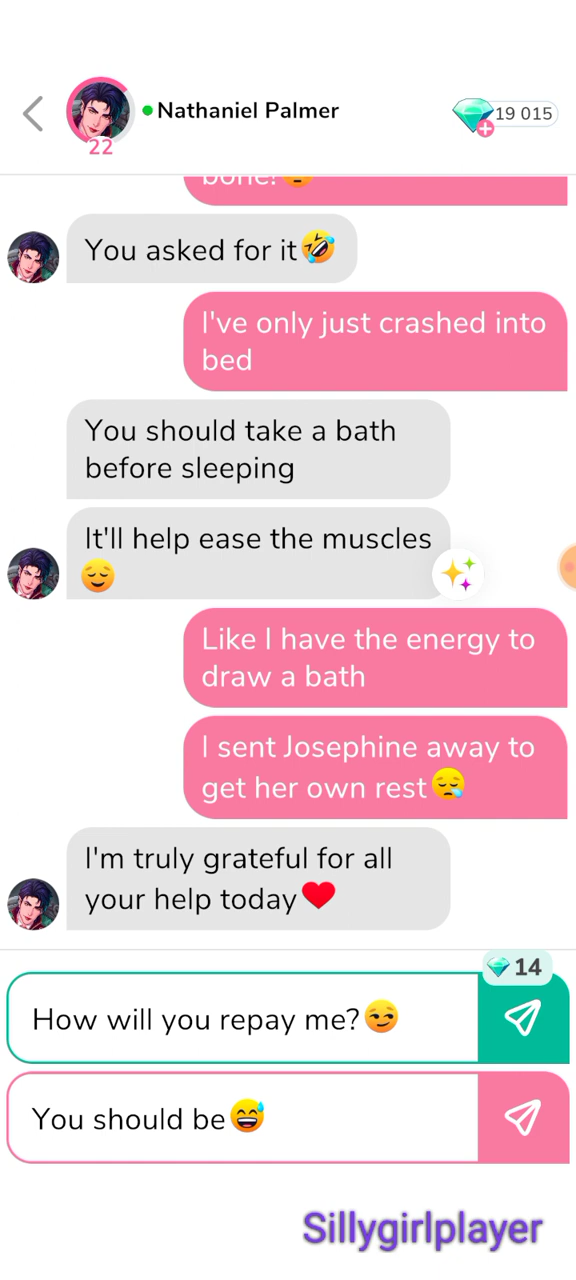 Nathaniel Palmer
19 015
22
bone!
You asked for it🤣
I've only just crashed into
bed
You should take a bath
before sleeping
It'll help ease the muscles
😌
Like I have the energy to
draw a bath
I sent Josephine away to
get her own rest😪
I'm truly grateful for all
your help today❤️
14
How will you repay me?😏
You should be😅
Sillygirlplayer